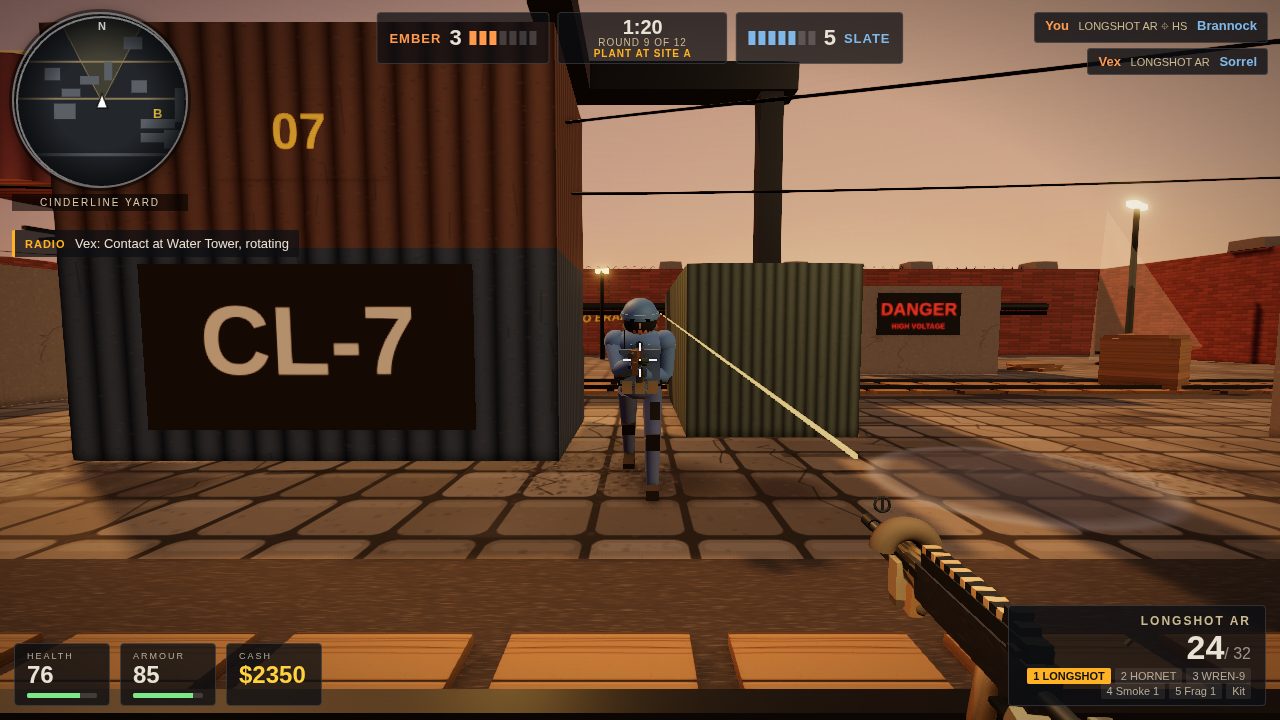 N
B
CINDERLINE YARD
RADIO Vex: Contact at Water Tower, rotating
EMBER 3
1:20
ROUND 9 OF 12
PLANT AT SITE A
5 SLATE
You LONGSHOT AR ⌖ HS Brannock
Vex LONGSHOT AR Sorrel
07
CL-7
DANGER
HIGH VOLTAGE
HEALTH
76
ARMOUR
85
CASH
$2350
LONGSHOT AR
24 / 32
1 LONGSHOT 2 HORNET 3 WREN-9
4 Smoke 1 5 Frag 1 Kit